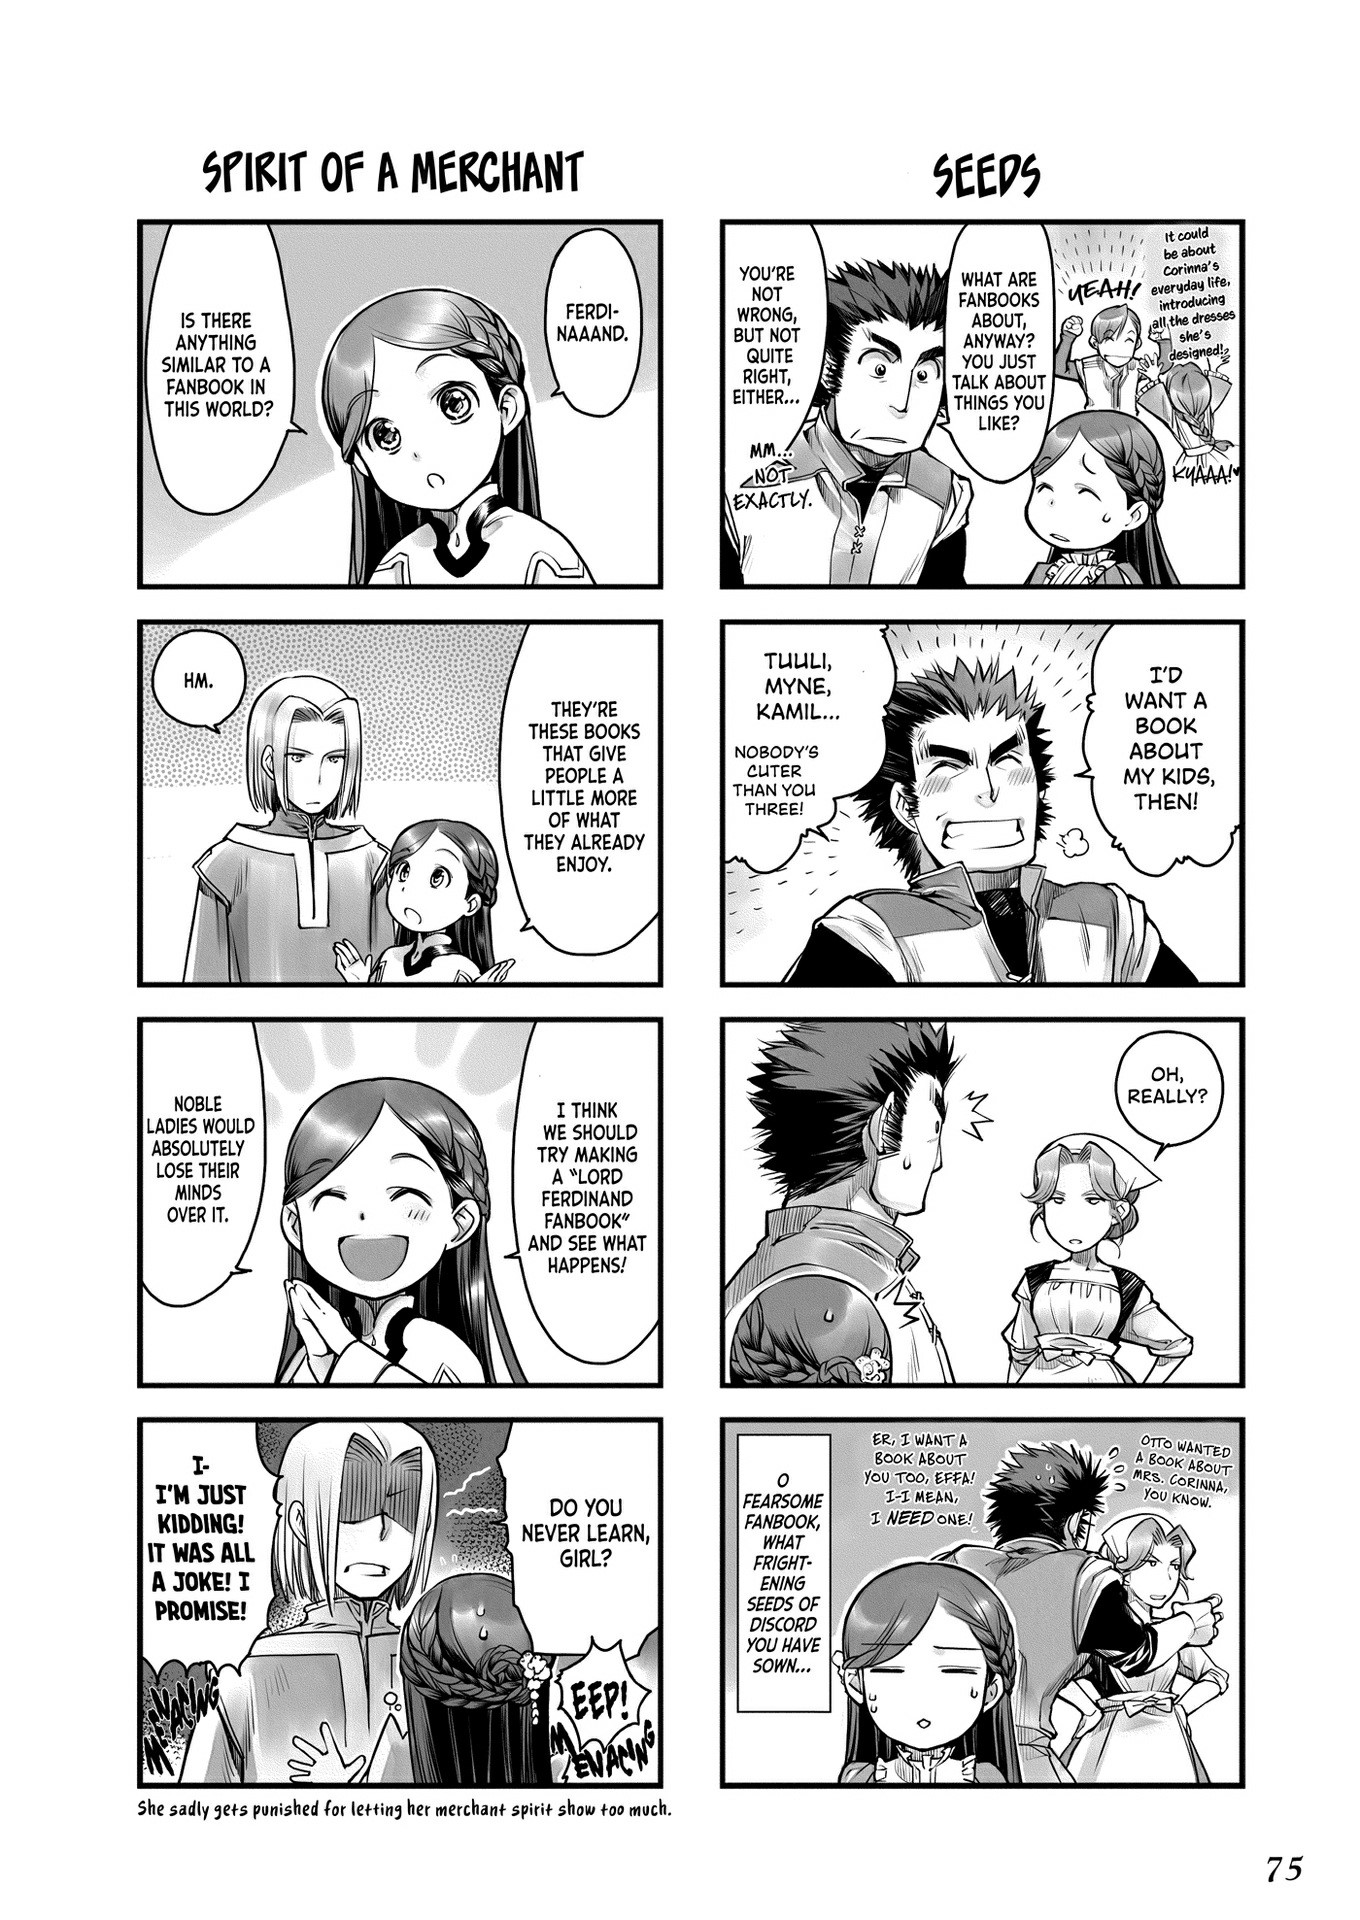 SEEDS
WHAT ARE
FANBOOKS
ABOUT,
ANYWAY?
YOU JUST
TALK ABOUT
THINGS YOU
LIKE?
It could
be about
Corinna's
everyday life,
introducing
all the dresses
she's
designed!
YEAH!
KYAAA!♥
YOU'RE
NOT
WRONG,
BUT NOT
QUITE
RIGHT,
EITHER...
MM...
NOT
EXACTLY.
I'D
WANT A
BOOK
ABOUT
MY KIDS,
THEN!
TUULI,
MYNE,
KAMIL...
NOBODY'S
CUTER
THAN YOU
THREE!
OH,
REALLY?
OTTO WANTED
A BOOK ABOUT
MRS. CORINNA,
YOU KNOW.
ER, I WANT A
BOOK ABOUT
YOU TOO, EFFA!
I-I MEAN,
I NEED ONE!
O
FEARSOME
FANBOOK,
WHAT
FRIGHT-
ENING
SEEDS OF
DISCORD
YOU HAVE
SOWN...
SPIRIT OF A MERCHANT
FERDI-
NAAAND.
IS THERE
ANYTHING
SIMILAR TO A
FANBOOK IN
THIS WORLD?
THEY'RE
THESE BOOKS
THAT GIVE
PEOPLE A
LITTLE MORE
OF WHAT
THEY ALREADY
ENJOY.
HM.
I THINK
WE SHOULD
TRY MAKING
A "LORD
FERDINAND
FANBOOK"
AND SEE WHAT
HAPPENS!
NOBLE
LADIES WOULD
ABSOLUTELY
LOSE THEIR
MINDS
OVER IT.
DO YOU
NEVER LEARN,
GIRL?
EEP!
MENACING
I-
I'M JUST
KIDDING!
IT WAS ALL
A JOKE! I
PROMISE!
MENACING
She sadly gets punished for letting her merchant spirit show too much.
75